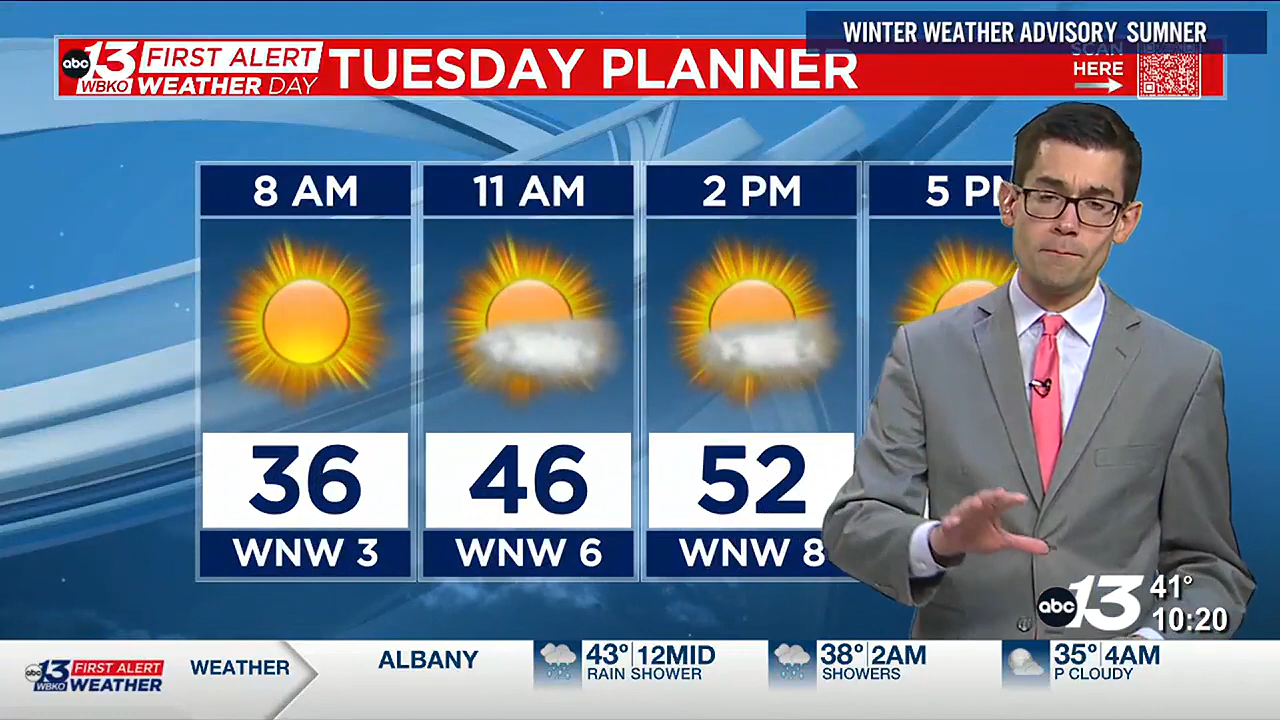 WINTER WEATHER ADVISORY SUMNER
abc 13 WBKO FIRST ALERT WEATHER DAY
TUESDAY PLANNER
SCAN HERE
8 AM
11 AM
2 PM
5 P
36
46
52
WNW 3
WNW 6
WNW 8
abc 13
41°
10:20
abc 13 WBKO FIRST ALERT WEATHER
WEATHER
ALBANY
43° 12MID
RAIN SHOWER
38° 2AM
SHOWERS
35° 4AM
P CLOUDY